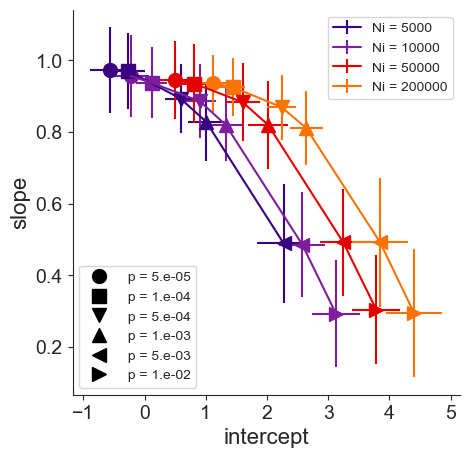 Ni = 5000
Ni = 10000
Ni = 50000
Ni = 200000
1.0
0.8
0.6
0.4
0.2
slope
p = 5.e-05
p = 1.e-04
p = 5.e-04
p = 1.e-03
p = 5.e-03
p = 1.e-02
−1 0 1 2 3 4 5
intercept